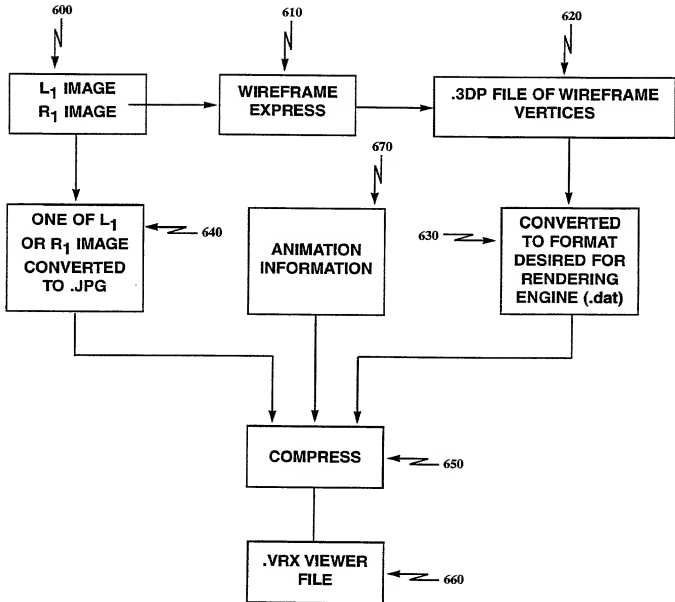 600
610
620
L1 IMAGE
R1 IMAGE
WIREFRAME
EXPRESS
.3DP FILE OF WIREFRAME
VERTICES
670
ONE OF L1
OR R1 IMAGE
CONVERTED
TO .JPG
640
ANIMATION
INFORMATION
630
CONVERTED
TO FORMAT
DESIRED FOR
RENDERING
ENGINE (.dat)
COMPRESS
650
.VRX VIEWER
FILE
660